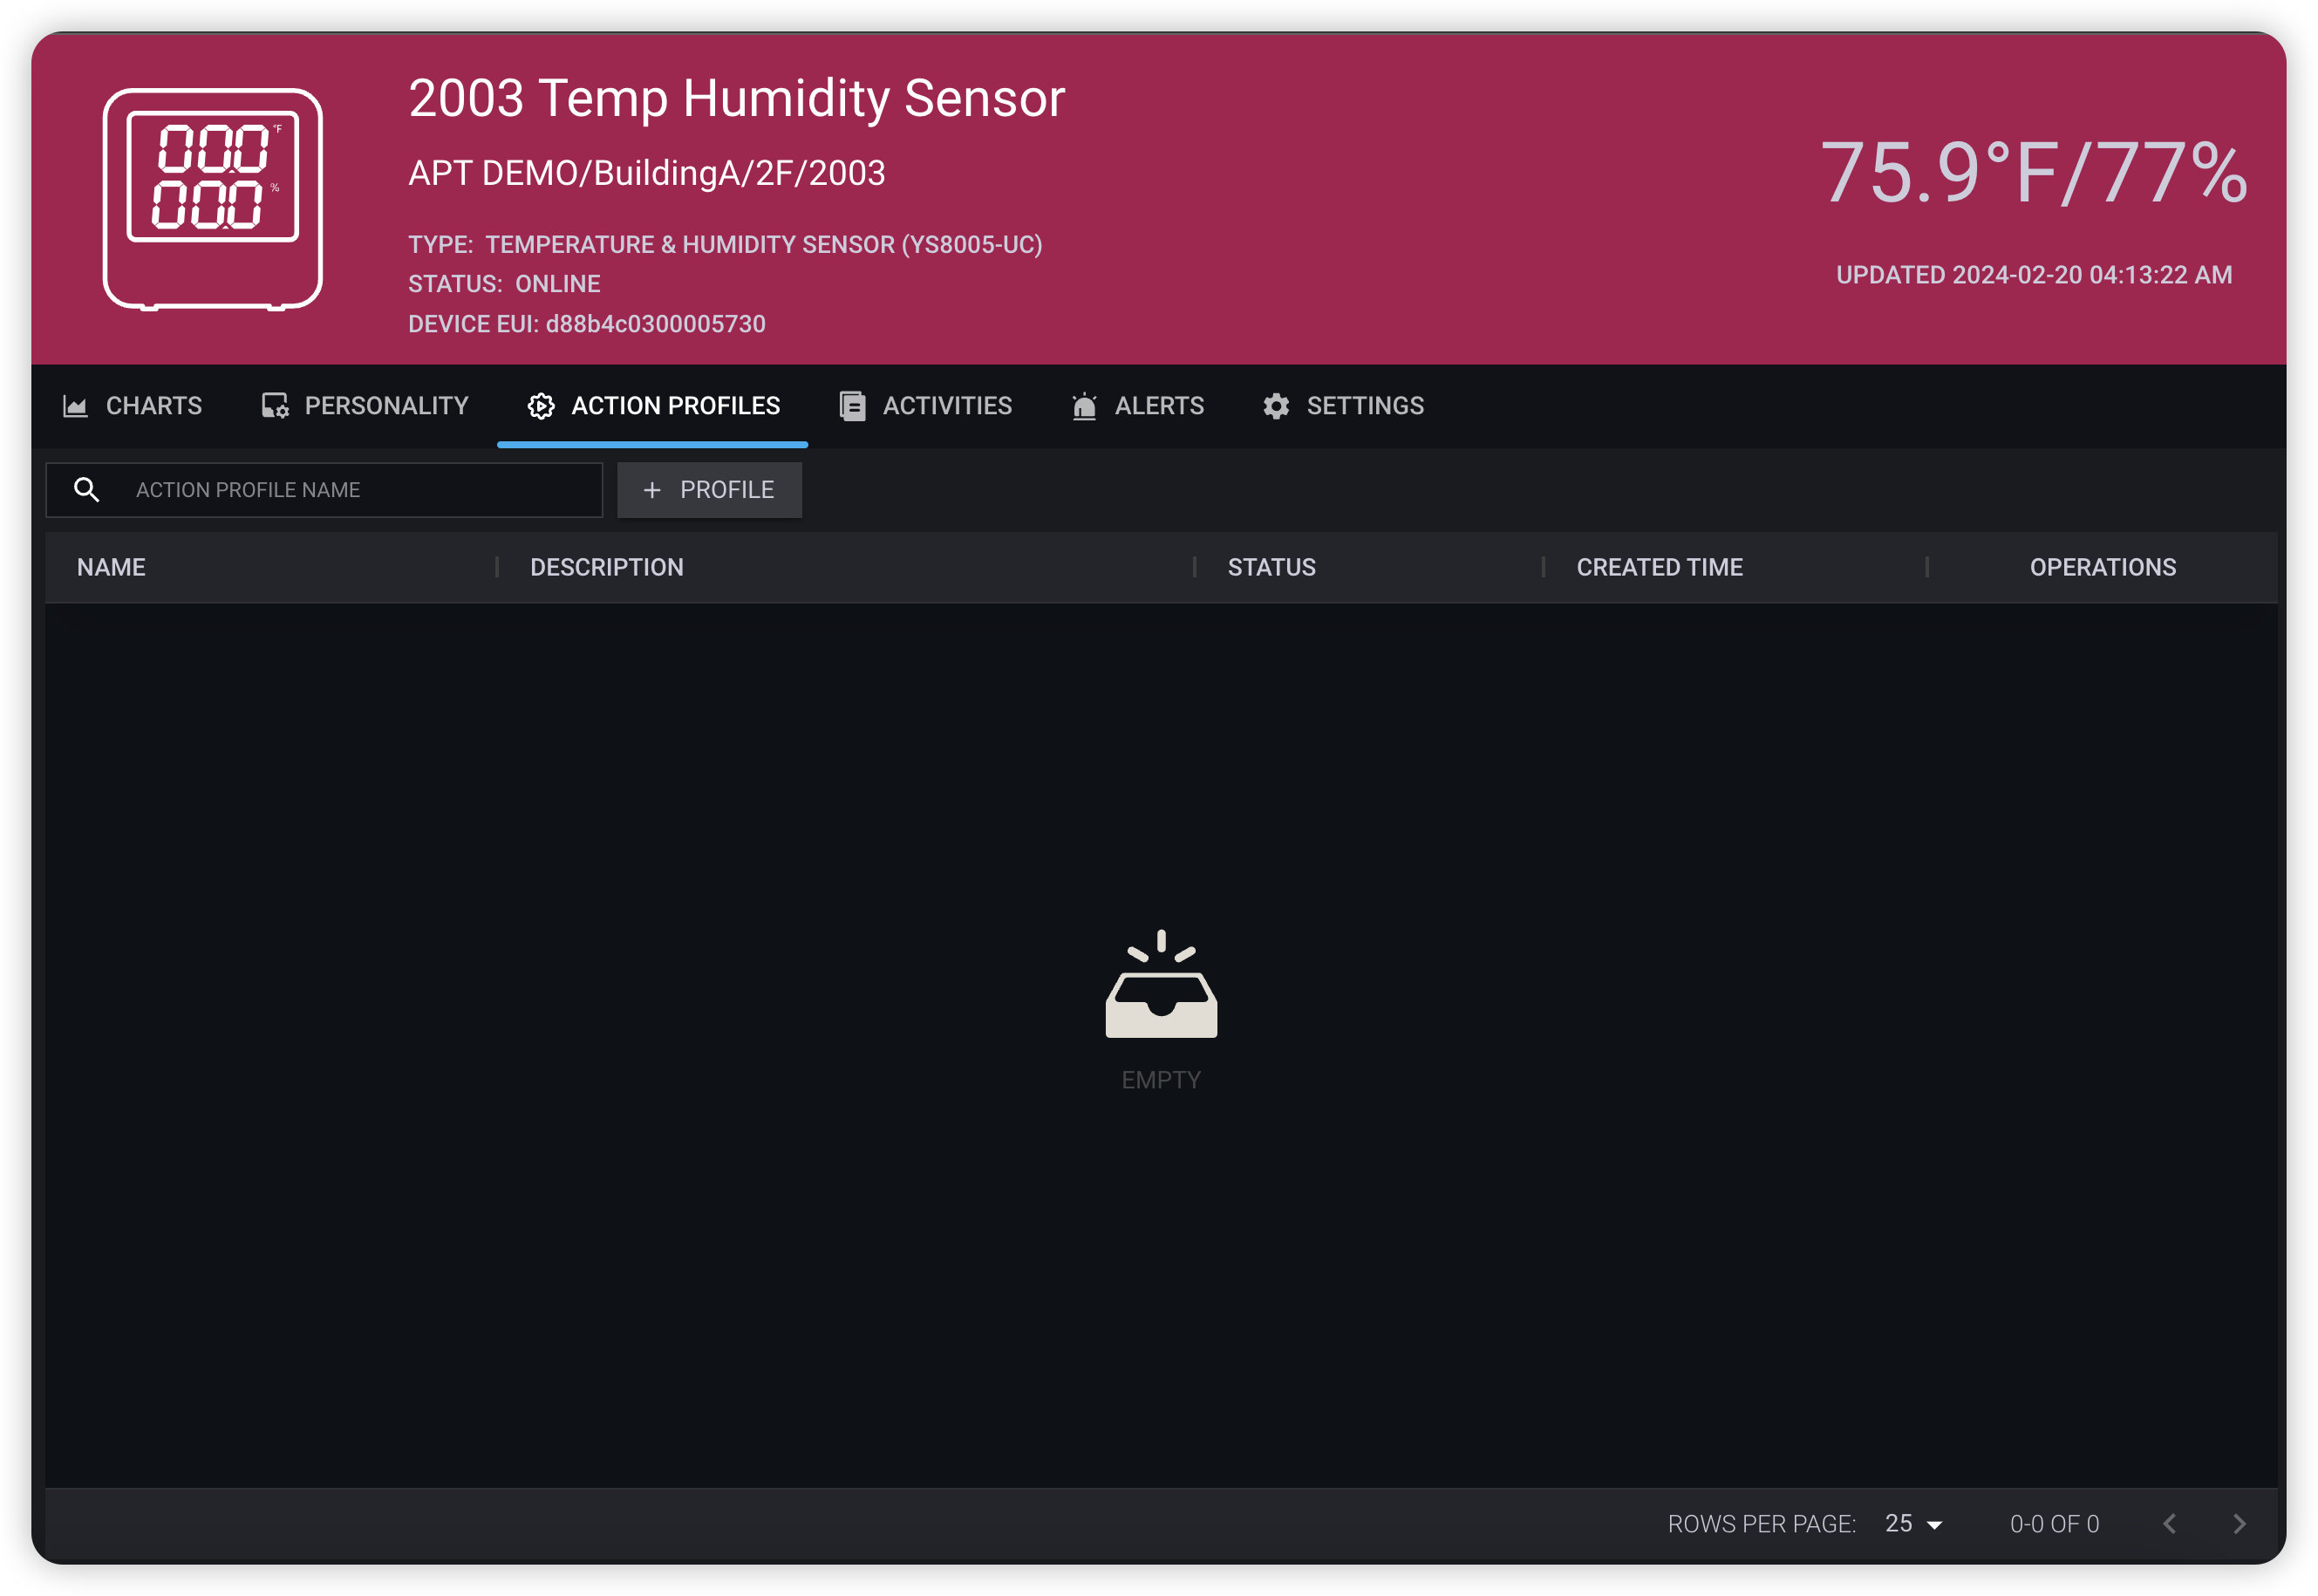 000 °F
000 %
2003 Temp Humidity Sensor
APT DEMO/BuildingA/2F/2003
TYPE: TEMPERATURE & HUMIDITY SENSOR (YS8005-UC)
STATUS: ONLINE
DEVICE EUI: d88b4c0300005730
75.9°F/77%
UPDATED 2024-02-20 04:13:22 AM
CHARTS PERSONALITY ACTION PROFILES ACTIVITIES ALERTS SETTINGS
ACTION PROFILE NAME + PROFILE
NAME DESCRIPTION STATUS CREATED TIME OPERATIONS
EMPTY
ROWS PER PAGE: 25 0-0 OF 0